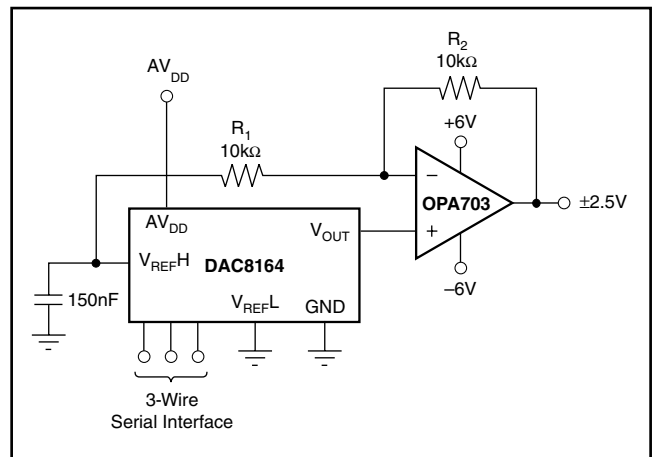 R2
10kΩ
AVDD
+6V
R1
10kΩ
–
OPA703
±2.5V
+
AVDD
VOUT
VREFH
DAC8164
–6V
150nF
VREFL
GND
3-Wire
Serial Interface